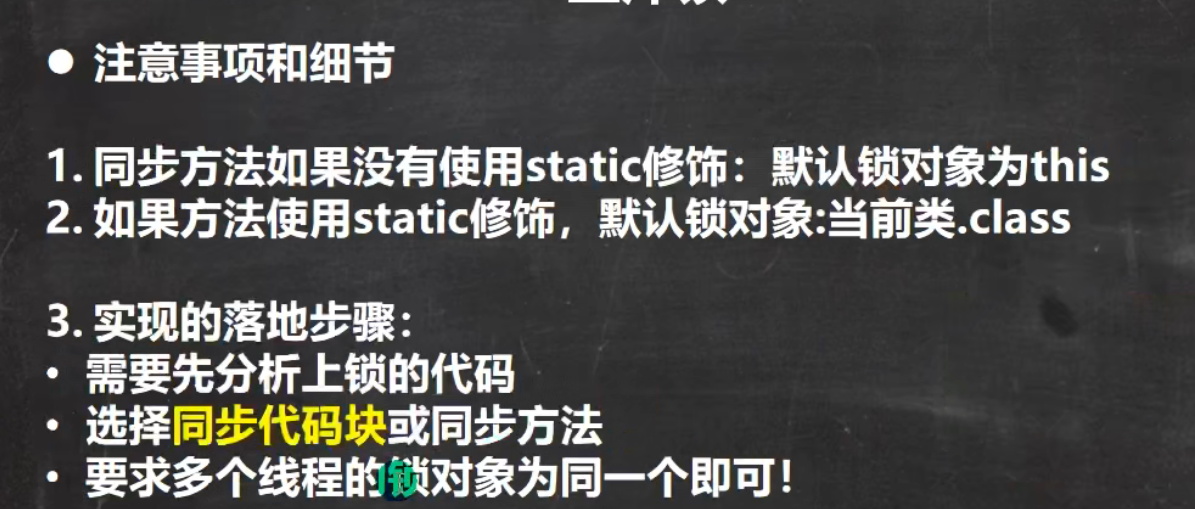 ● 注意事项和细节
1. 同步方法如果没有使用static修饰：默认锁对象为this
2. 如果方法使用static修饰，默认锁对象:当前类.class
3. 实现的落地步骤：
• 需要先分析上锁的代码
• 选择同步代码块或同步方法
• 要求多个线程的锁对象为同一个即可！